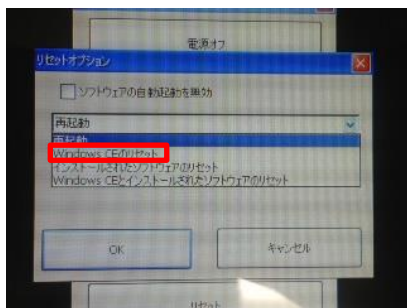 電源オフ
リセットオプション
ソフトウェアの自動起動を無効
再起動
再起動
Windows CEのリセット
インストールされたソフトウェアのリセット
Windows CEとインストールされたソフトウェアのリセット
OK
キャンセル
リセット